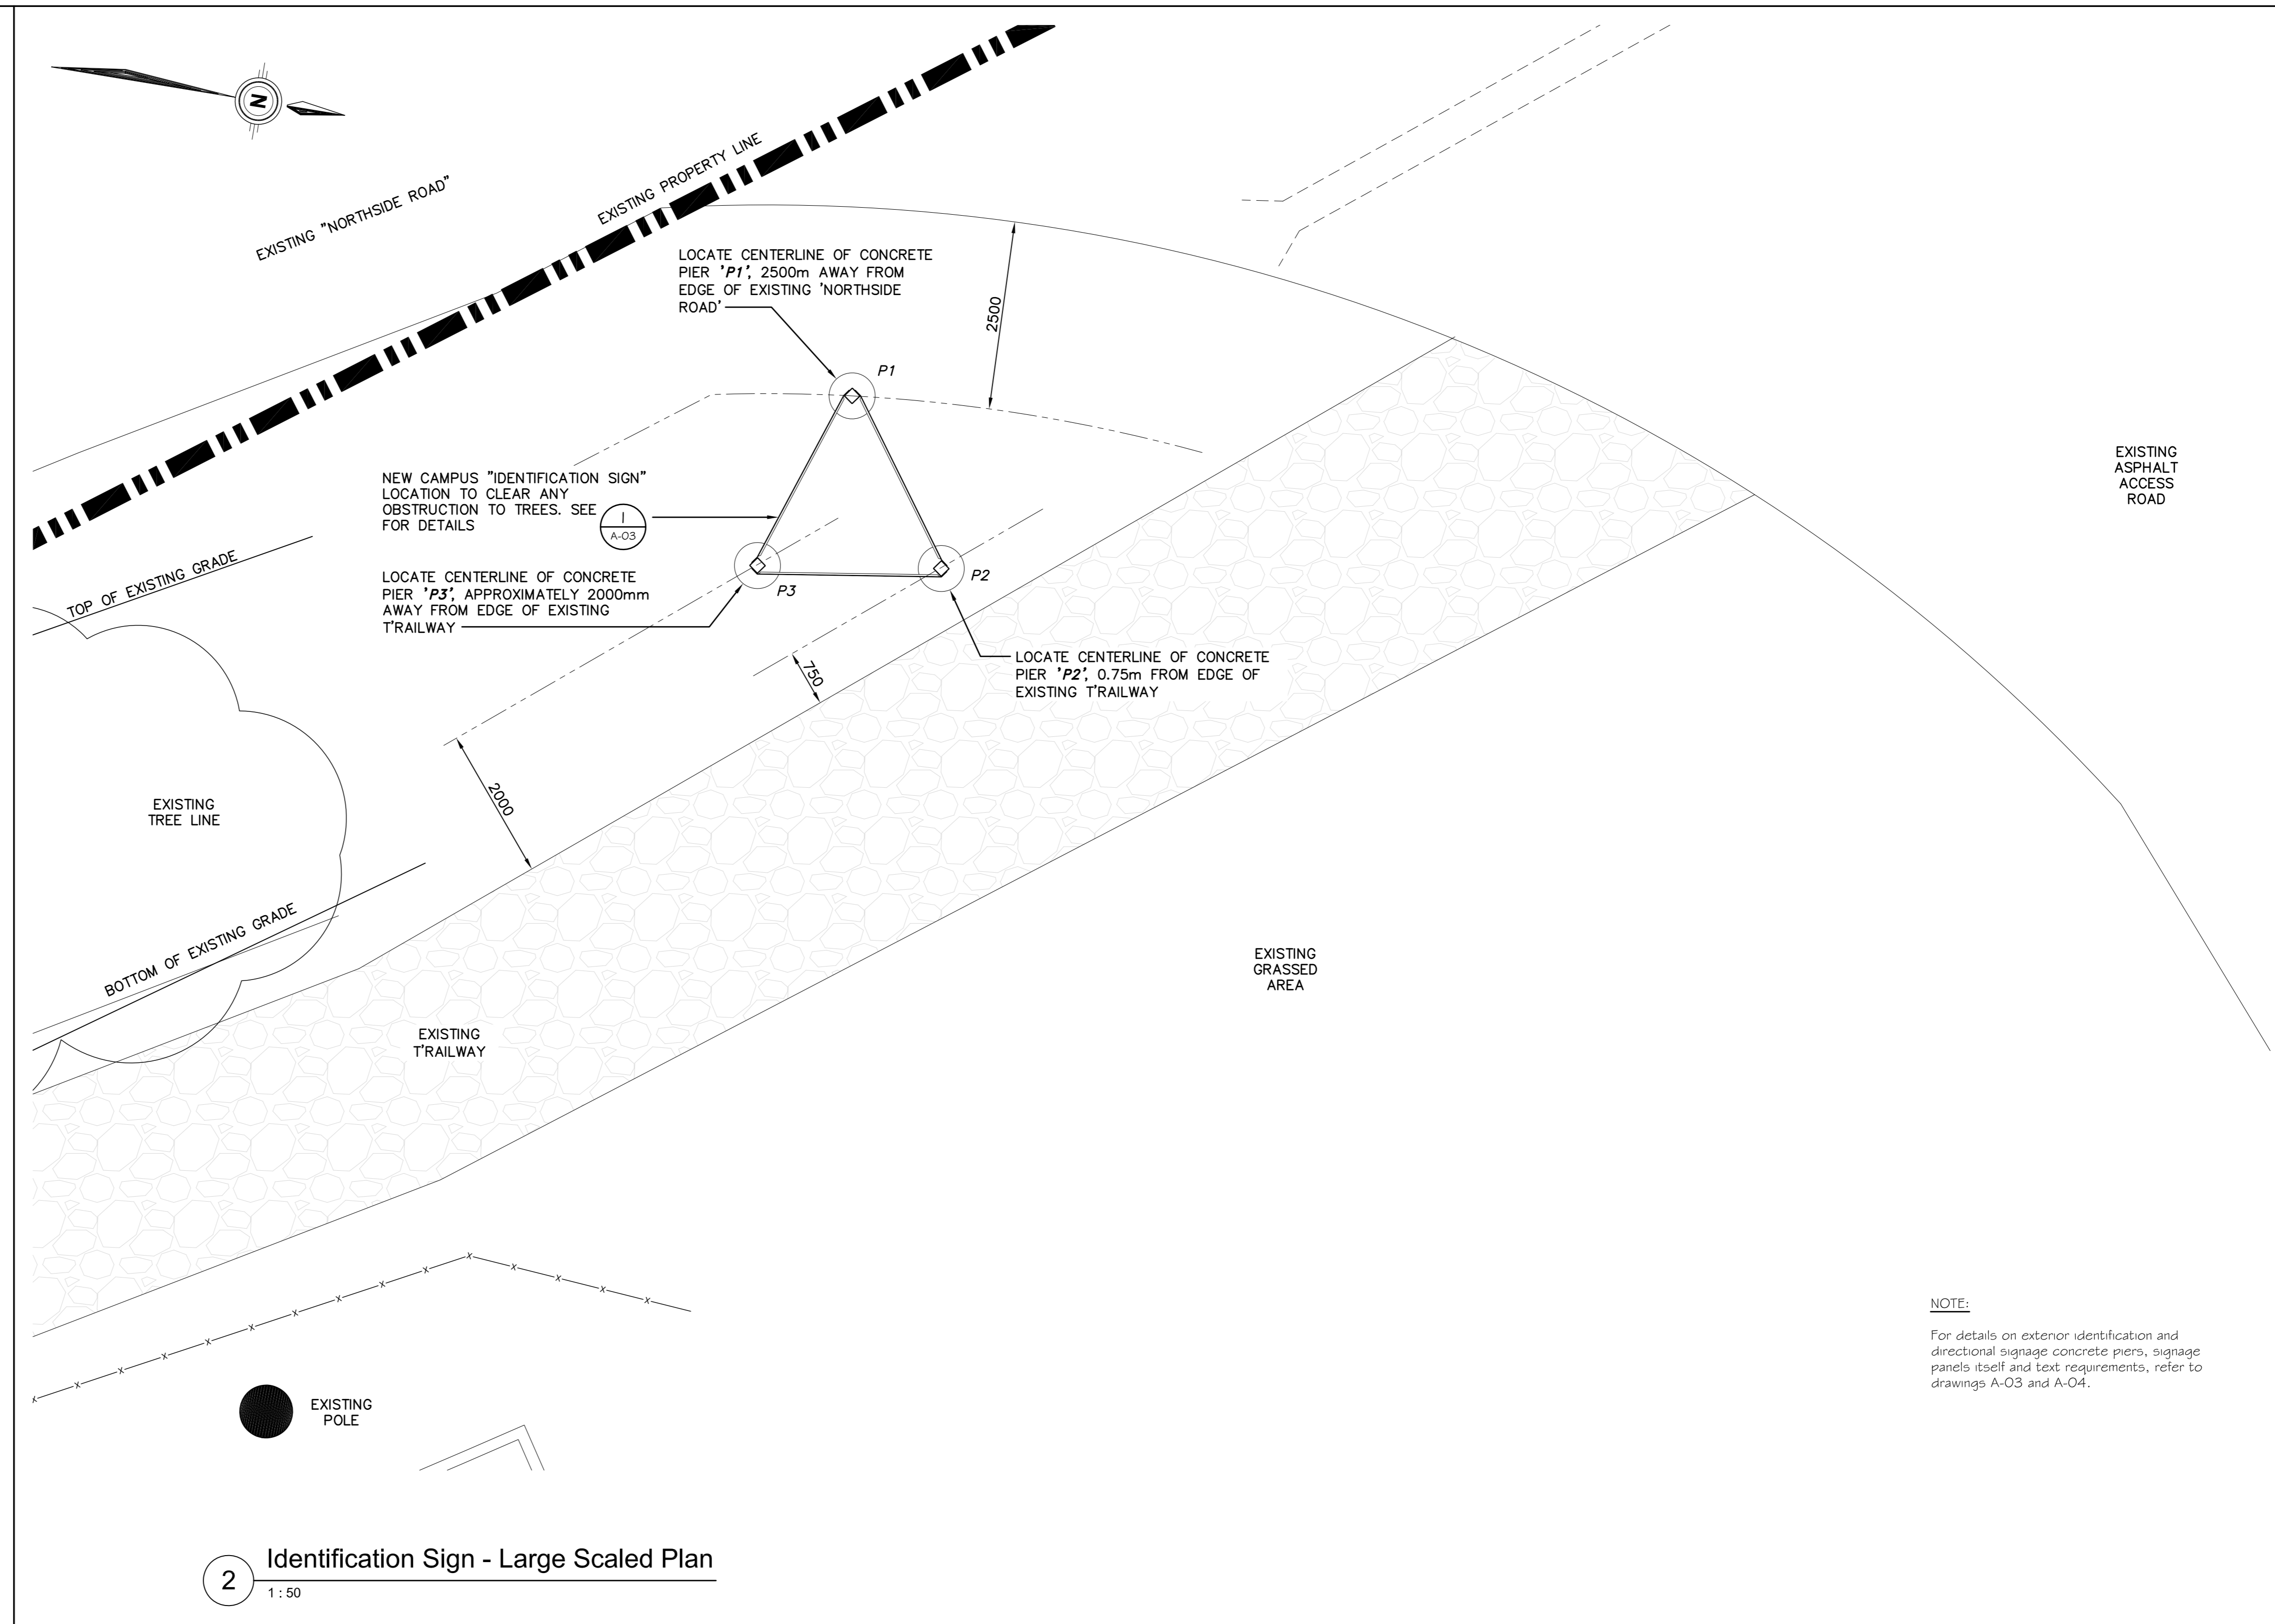 N
EXISTING "NORTHSIDE ROAD"
EXISTING PROPERTY LINE
LOCATE CENTERLINE OF CONCRETE
PIER 'P1', 2500m AWAY FROM
EDGE OF EXISTING 'NORTHSIDE
ROAD'
2500
P1
NEW CAMPUS "IDENTIFICATION SIGN"
LOCATION TO CLEAR ANY
OBSTRUCTION TO TREES. SEE
FOR DETAILS
1
A-03
EXISTING
ASPHALT
ACCESS
ROAD
TOP OF EXISTING GRADE
LOCATE CENTERLINE OF CONCRETE
PIER 'P3', APPROXIMATELY 2000mm
AWAY FROM EDGE OF EXISTING
T'RAILWAY
P3
P2
750
LOCATE CENTERLINE OF CONCRETE
PIER 'P2', 0.75m FROM EDGE OF
EXISTING T'RAILWAY
2000
EXISTING
TREE LINE
BOTTOM OF EXISTING GRADE
EXISTING
GRASSED
AREA
EXISTING
T'RAILWAY
x x x x x x x x x x x x x x x
EXISTING
POLE
NOTE:
For details on exterior identification and
directional signage concrete piers, signage
panels itself and text requirements, refer to
drawings A-03 and A-04.
2
Identification Sign - Large Scaled Plan
1 : 50